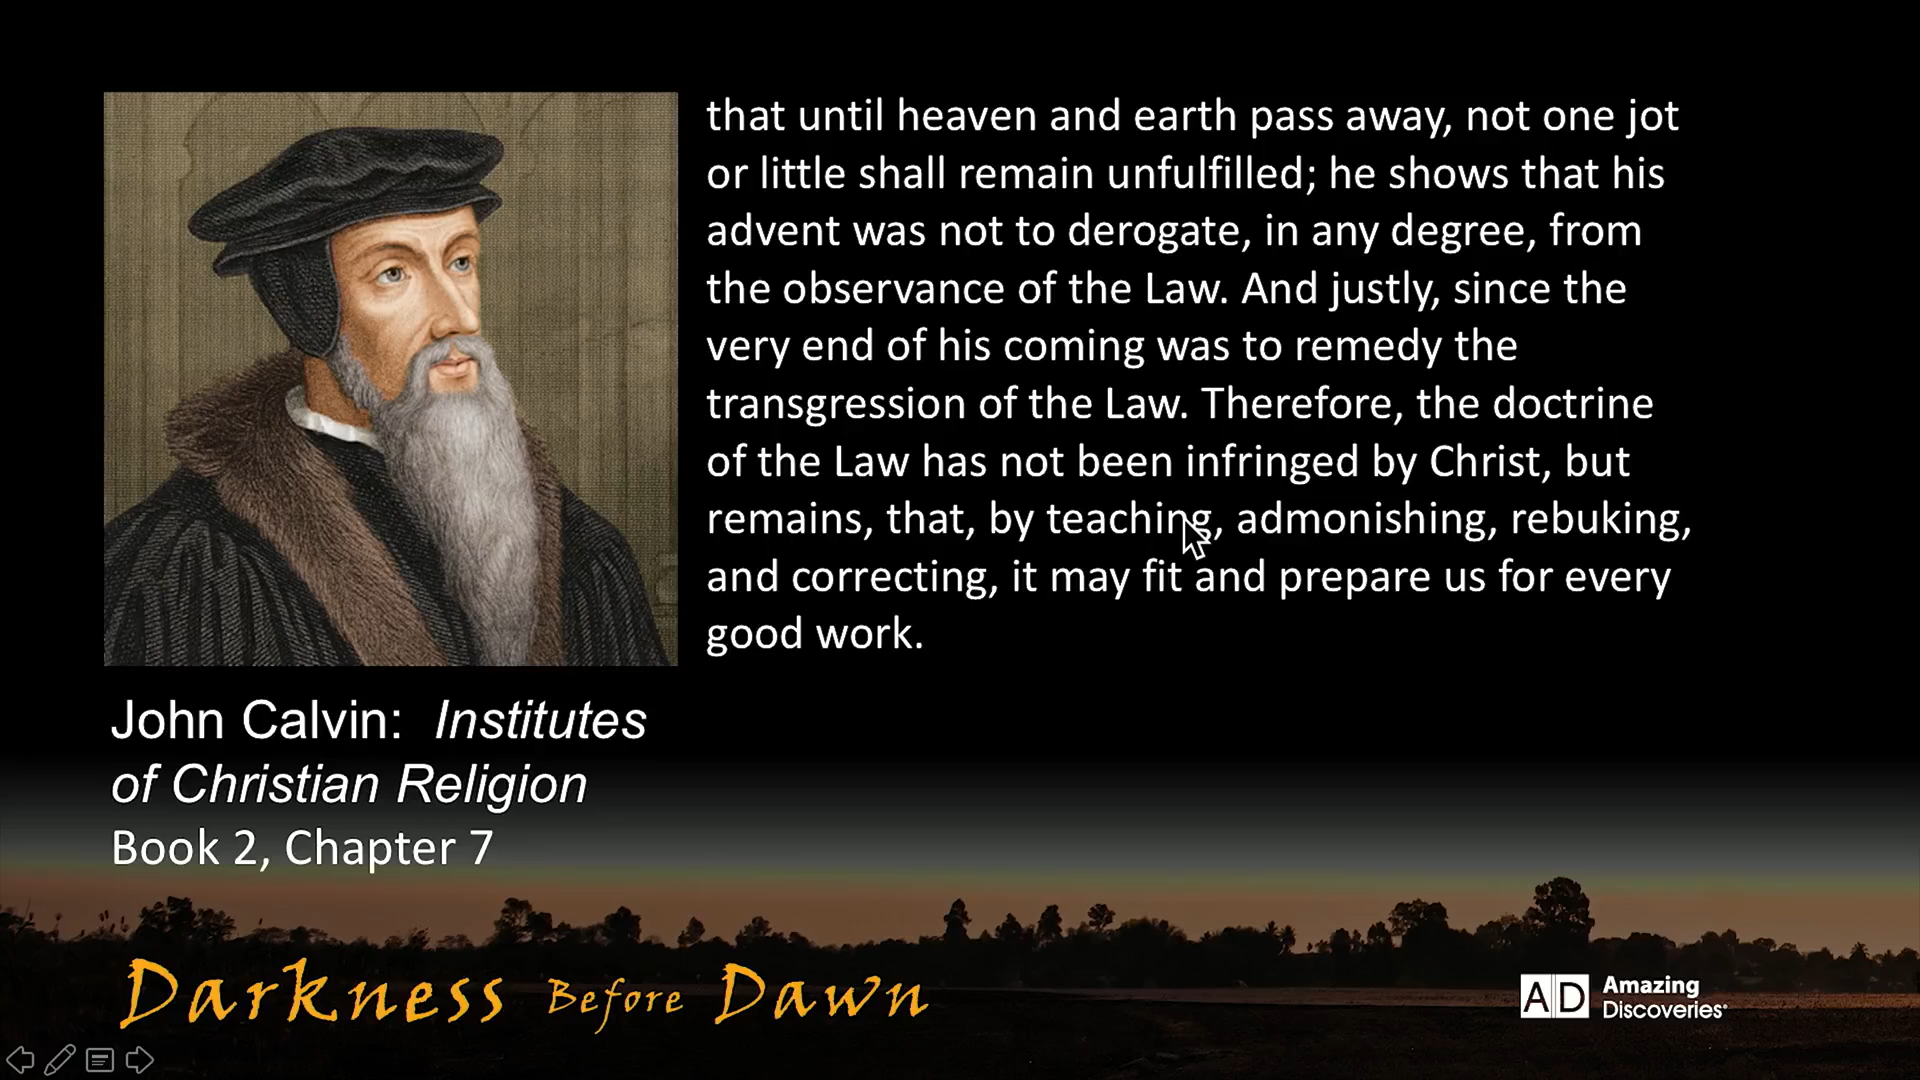 that until heaven and earth pass away, not one jot
or little shall remain unfulfilled; he shows that his
advent was not to derogate, in any degree, from
the observance of the Law. And justly, since the
very end of his coming was to remedy the
transgression of the Law. Therefore, the doctrine
of the Law has not been infringed by Christ, but
remains, that, by teaching, admonishing, rebuking,
and correcting, it may fit and prepare us for every
good work.
John Calvin: Institutes
of Christian Religion
Book 2, Chapter 7
Darkness Before Dawn
AD Amazing
Discoveries